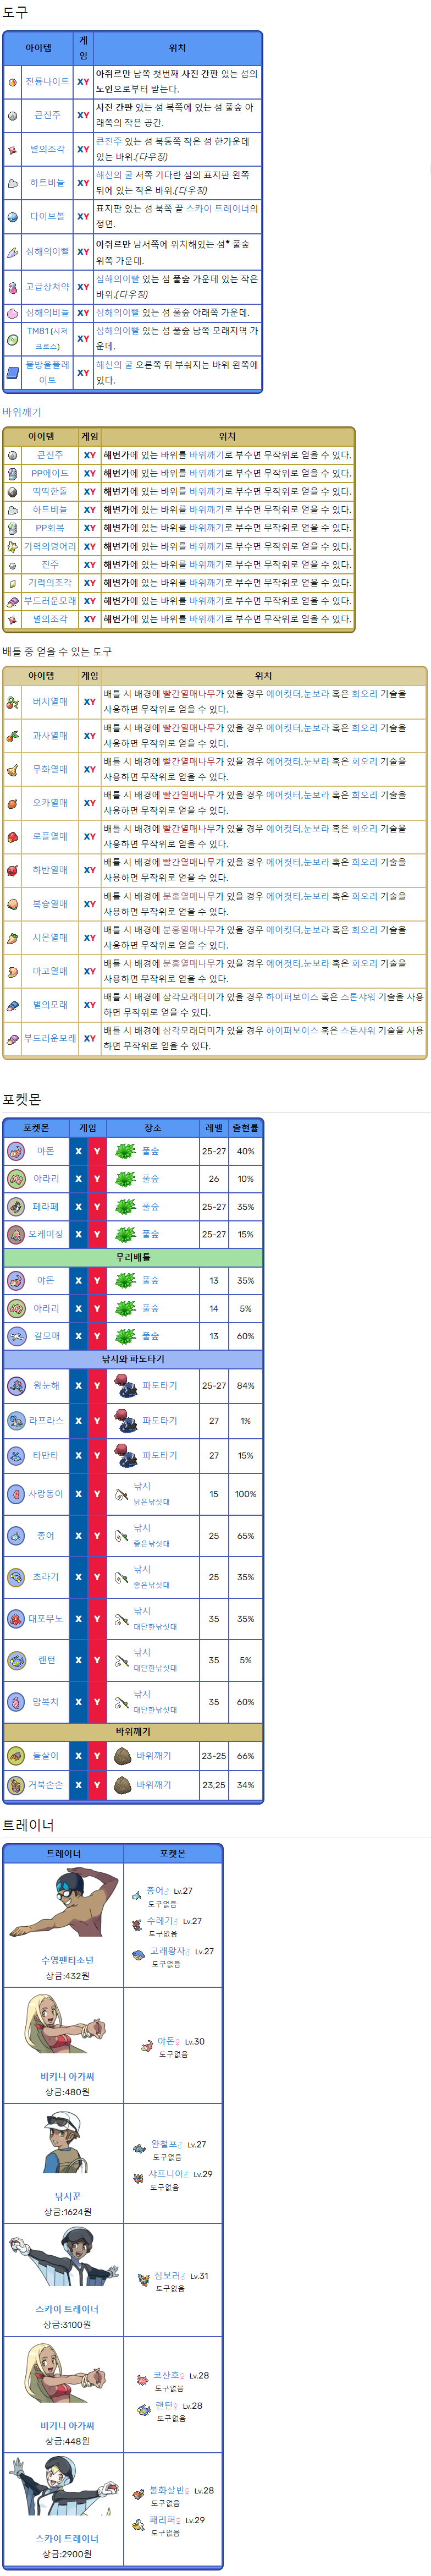 도구
아이템 게임 위치
전룡나이트 XY 아쥐르만 남쪽 첫번째 사진 간판 있는 섬의
노인으로부터 받는다.
큰진주 XY 사진 간판 있는 섬 북쪽에 있는 섬 풀숲 아
래쪽의 작은 공간.
별의조각 XY 큰진주 있는 섬 북동쪽 작은 섬 한가운데
있는 바위.(다우징)
하트비늘 XY 해신의 굴 서쪽 기다란 섬의 표지판 왼쪽
뒤에 있는 작은 바위.(다우징)
다이브볼 XY 표지판 있는 섬 북쪽 끝 스카이 트레이너의
정면.
심해의이빨 XY 아쥐르만 남서쪽에 위치해있는 섬* 풀숲
위쪽 가운데.
고급상처약 XY 심해의이빨 있는 섬 풀숲 가운데 있는 작은
바위.(다우징)
심해의비늘 XY 심해의이빨 있는 섬 풀숲 아래쪽 가운데.
TM81 (시저크로스) XY 심해의이빨 있는 섬 풀숲 남쪽 모래지역 가
운데.
물방울플레이트 XY 해신의 굴 오른쪽 뒤 부숴지는 바위 왼쪽에
있다.
바위깨기
아이템 게임 위치
큰진주 XY 해변가에 있는 바위를 바위깨기로 부수면 무작위로 얻을 수 있다.
PP에이드 XY 해변가에 있는 바위를 바위깨기로 부수면 무작위로 얻을 수 있다.
딱딱한돌 XY 해변가에 있는 바위를 바위깨기로 부수면 무작위로 얻을 수 있다.
하트비늘 XY 해변가에 있는 바위를 바위깨기로 부수면 무작위로 얻을 수 있다.
PP회복 XY 해변가에 있는 바위를 바위깨기로 부수면 무작위로 얻을 수 있다.
기력의덩어리 XY 해변가에 있는 바위를 바위깨기로 부수면 무작위로 얻을 수 있다.
진주 XY 해변가에 있는 바위를 바위깨기로 부수면 무작위로 얻을 수 있다.
기력의조각 XY 해변가에 있는 바위를 바위깨기로 부수면 무작위로 얻을 수 있다.
부드러운모래 XY 해변가에 있는 바위를 바위깨기로 부수면 무작위로 얻을 수 있다.
별의조각 XY 해변가에 있는 바위를 바위깨기로 부수면 무작위로 얻을 수 있다.
배틀 중 얻을 수 있는 도구
아이템 게임 위치
버치열매 XY 배틀 시 배경에 빨간열매나무가 있을 경우 에어컷터,눈보라 혹은 회오리 기술을
사용하면 무작위로 얻을 수 있다.
과사열매 XY 배틀 시 배경에 빨간열매나무가 있을 경우 에어컷터,눈보라 혹은 회오리 기술을
사용하면 무작위로 얻을 수 있다.
무화열매 XY 배틀 시 배경에 빨간열매나무가 있을 경우 에어컷터,눈보라 혹은 회오리 기술을
사용하면 무작위로 얻을 수 있다.
오카열매 XY 배틀 시 배경에 빨간열매나무가 있을 경우 에어컷터,눈보라 혹은 회오리 기술을
사용하면 무작위로 얻을 수 있다.
로플열매 XY 배틀 시 배경에 빨간열매나무가 있을 경우 에어컷터,눈보라 혹은 회오리 기술을
사용하면 무작위로 얻을 수 있다.
하반열매 XY 배틀 시 배경에 빨간열매나무가 있을 경우 에어컷터,눈보라 혹은 회오리 기술을
사용하면 무작위로 얻을 수 있다.
복숭열매 XY 배틀 시 배경에 분홍열매나무가 있을 경우 에어컷터,눈보라 혹은 회오리 기술을
사용하면 무작위로 얻을 수 있다.
시몬열매 XY 배틀 시 배경에 분홍열매나무가 있을 경우 에어컷터,눈보라 혹은 회오리 기술을
사용하면 무작위로 얻을 수 있다.
마고열매 XY 배틀 시 배경에 분홍열매나무가 있을 경우 에어컷터,눈보라 혹은 회오리 기술을
사용하면 무작위로 얻을 수 있다.
별의모래 XY 배틀 시 배경에 삼각모래더미가 있을 경우 하이퍼보이스 혹은 스톤샤워 기술을 사용
하면 무작위로 얻을 수 있다.
부드러운모래 XY 배틀 시 배경에 삼각모래더미가 있을 경우 하이퍼보이스 혹은 스톤샤워 기술을 사용
하면 무작위로 얻을 수 있다.
포켓몬
포켓몬 게임 장소 레벨 출현률
야돈 X Y 풀숲 25-27 40%
아라리 X Y 풀숲 26 10%
페라페 X Y 풀숲 25-27 35%
오케이징 X Y 풀숲 25-27 15%
무리배틀
야돈 X Y 풀숲 13 35%
아라리 X Y 풀숲 14 5%
갈모매 X Y 풀숲 13 60%
낚시와 파도타기
왕눈해 X Y 파도타기 25-27 84%
라프라스 X Y 파도타기 27 1%
타만타 X Y 파도타기 27 15%
사랑동이 X Y 낚시
낡은낚싯대 15 100%
총어 X Y 낚시
좋은낚싯대 25 65%
초라기 X Y 낚시
좋은낚싯대 25 35%
대포무노 X Y 낚시
대단한낚싯대 35 35%
랜턴 X Y 낚시
대단한낚싯대 35 5%
맘복치 X Y 낚시
대단한낚싯대 35 60%
바위깨기
돌살이 X Y 바위깨기 23-25 66%
거북손손 X Y 바위깨기 23,25 34%
트레이너
트레이너 포켓몬
총어♂ Lv.27
도구없음
수레기♂ Lv.27
도구없음
고래왕자♂ Lv.27
도구없음
수영팬티소년
상금:432원
야돈♀ Lv.30
도구없음
비키니 아가씨
상금:480원
완철포♂ Lv.27
도구없음
샤프니아♂ Lv.29
도구없음
낚시꾼
상금:1624원
심보러♂ Lv.31
도구없음
스카이 트레이너
상금:3100원
코산호♀ Lv.28
도구없음
랜턴♀ Lv.28
도구없음
비키니 아가씨
상금:448원
불화살빈♀ Lv.28
도구없음
패리퍼♀ Lv.29
도구없음
스카이 트레이너
상금:2900원